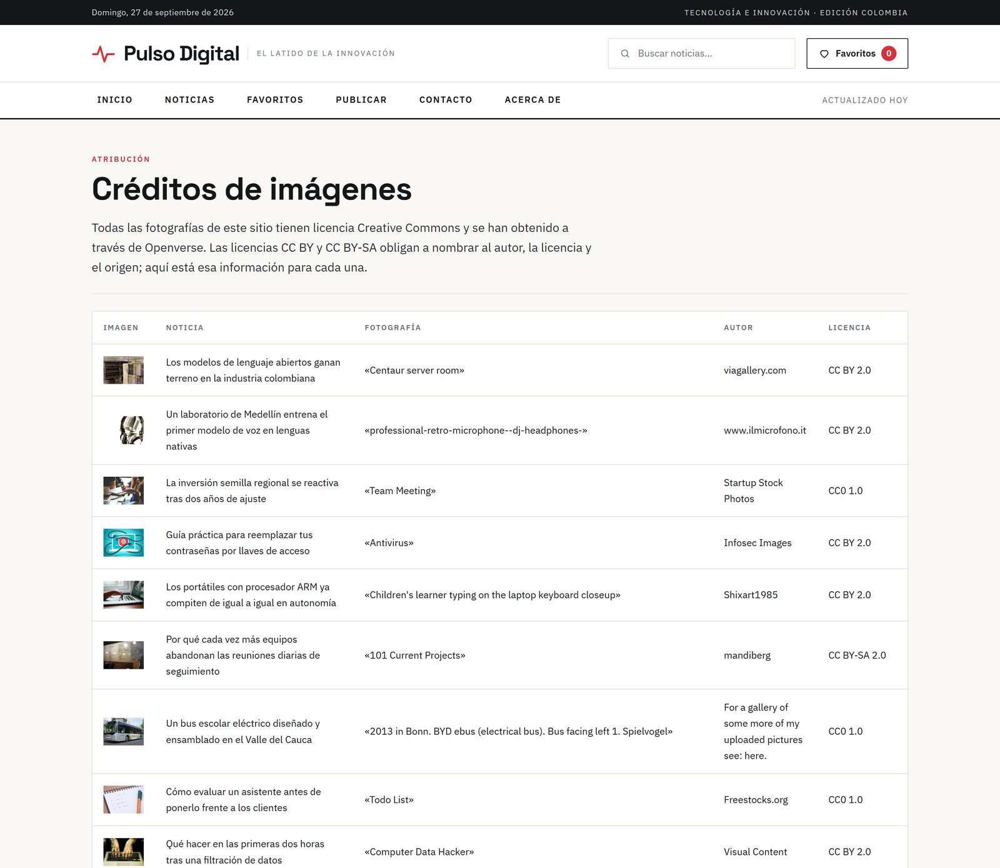 Domingo, 27 de septiembre de 2026
TECNOLOGÍA E INNOVACIÓN · EDICIÓN COLOMBIA
Pulso Digital
EL LATIDO DE LA INNOVACIÓN
Buscar noticias...
Favoritos 0
INICIO
NOTICIAS
FAVORITOS
PUBLICAR
CONTACTO
ACERCA DE
ACTUALIZADO HOY
ATRIBUCIÓN
Créditos de imágenes
Todas las fotografías de este sitio tienen licencia Creative Commons y se han obtenido a
través de Openverse. Las licencias CC BY y CC BY-SA obligan a nombrar al autor, la licencia y
el origen; aquí está esa información para cada una.
IMAGEN
NOTICIA
FOTOGRAFÍA
AUTOR
LICENCIA
Los modelos de lenguaje abiertos ganan
terreno en la industria colombiana
«Centaur server room»
viagallery.com
CC BY 2.0
Un laboratorio de Medellín entrena el
primer modelo de voz en lenguas
nativas
«professional-retro-microphone--dj-headphones-»
www.ilmicrofono.it
CC BY 2.0
La inversión semilla regional se reactiva
tras dos años de ajuste
«Team Meeting»
Startup Stock
Photos
CC0 1.0
Guía práctica para reemplazar tus
contraseñas por llaves de acceso
«Antivirus»
Infosec Images
CC BY 2.0
Los portátiles con procesador ARM ya
compiten de igual a igual en autonomía
«Children's learner typing on the laptop keyboard closeup»
Shixart1985
CC BY 2.0
Por qué cada vez más equipos
abandonan las reuniones diarias de
seguimiento
«101 Current Projects»
mandiberg
CC BY-SA 2.0
Un bus escolar eléctrico diseñado y
ensamblado en el Valle del Cauca
«2013 in Bonn. BYD ebus (electrical bus). Bus facing left 1. Spielvogel»
For a gallery of
some more of my
uploaded pictures
see: here.
CC0 1.0
Cómo evaluar un asistente antes de
ponerlo frente a los clientes
«Todo List»
Freestocks.org
CC0 1.0
Qué hacer en las primeras dos horas
tras una filtración de datos
«Computer Data Hacker»
Visual Content
CC BY 2.0